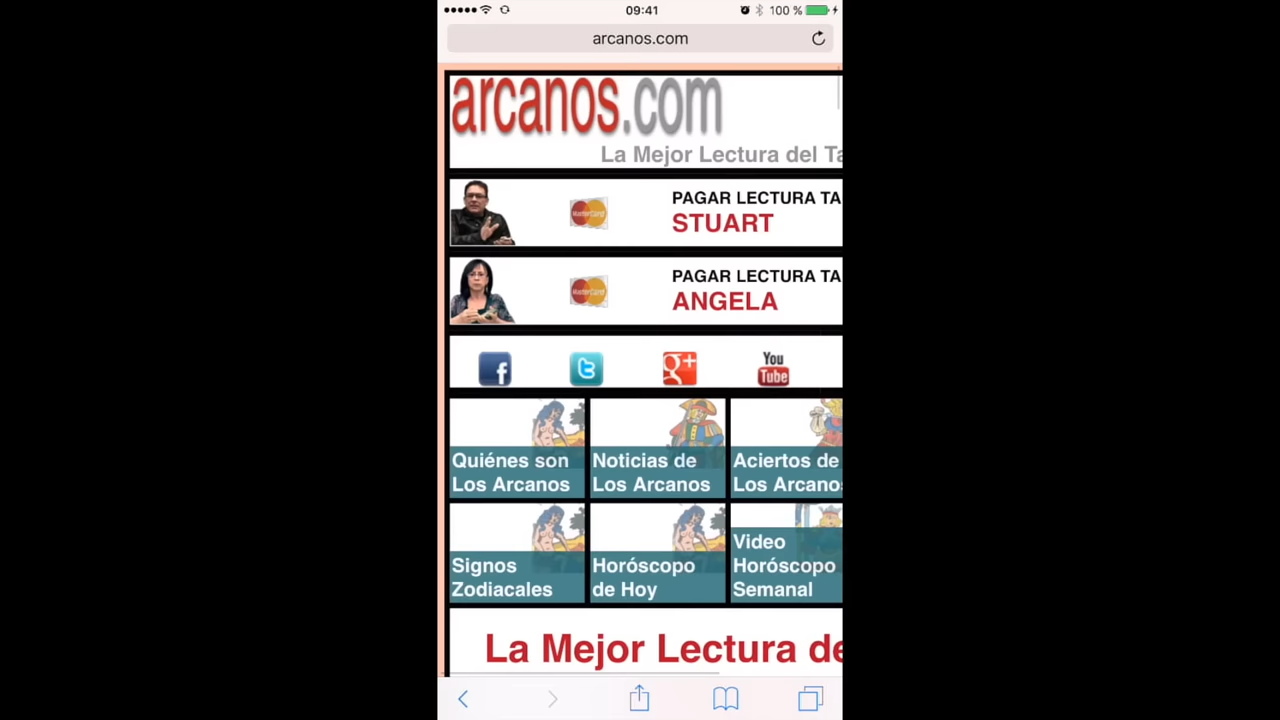 09:41
100 %
arcanos.com
arcanos.com
La Mejor Lectura del Ta
PAGAR LECTURA TA
STUART
MasterCard
PAGAR LECTURA TA
ANGELA
MasterCard
f
t
g+
You
Tube
Quiénes son
Los Arcanos
Noticias de
Los Arcanos
Aciertos de
Los Arcanos
Signos
Zodiacales
Horóscopo
de Hoy
Video
Horóscopo
Semanal
La Mejor Lectura de